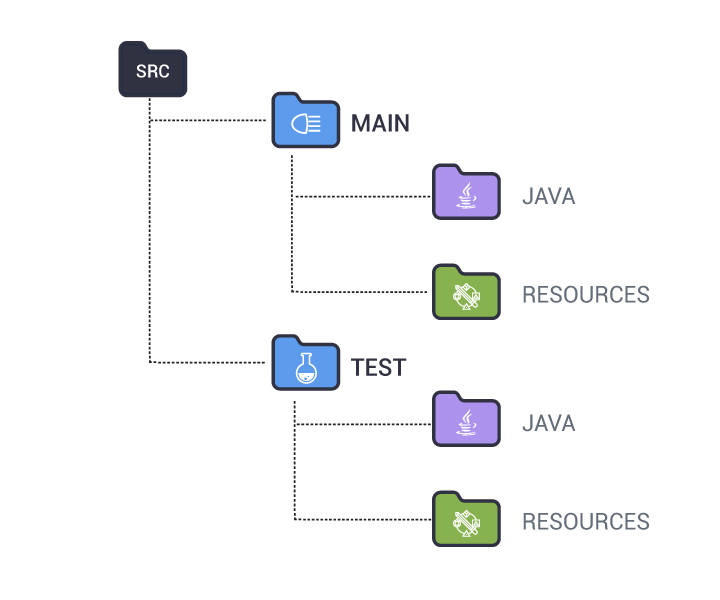 SRC
MAIN
JAVA
RESOURCES
TEST
JAVA
RESOURCES